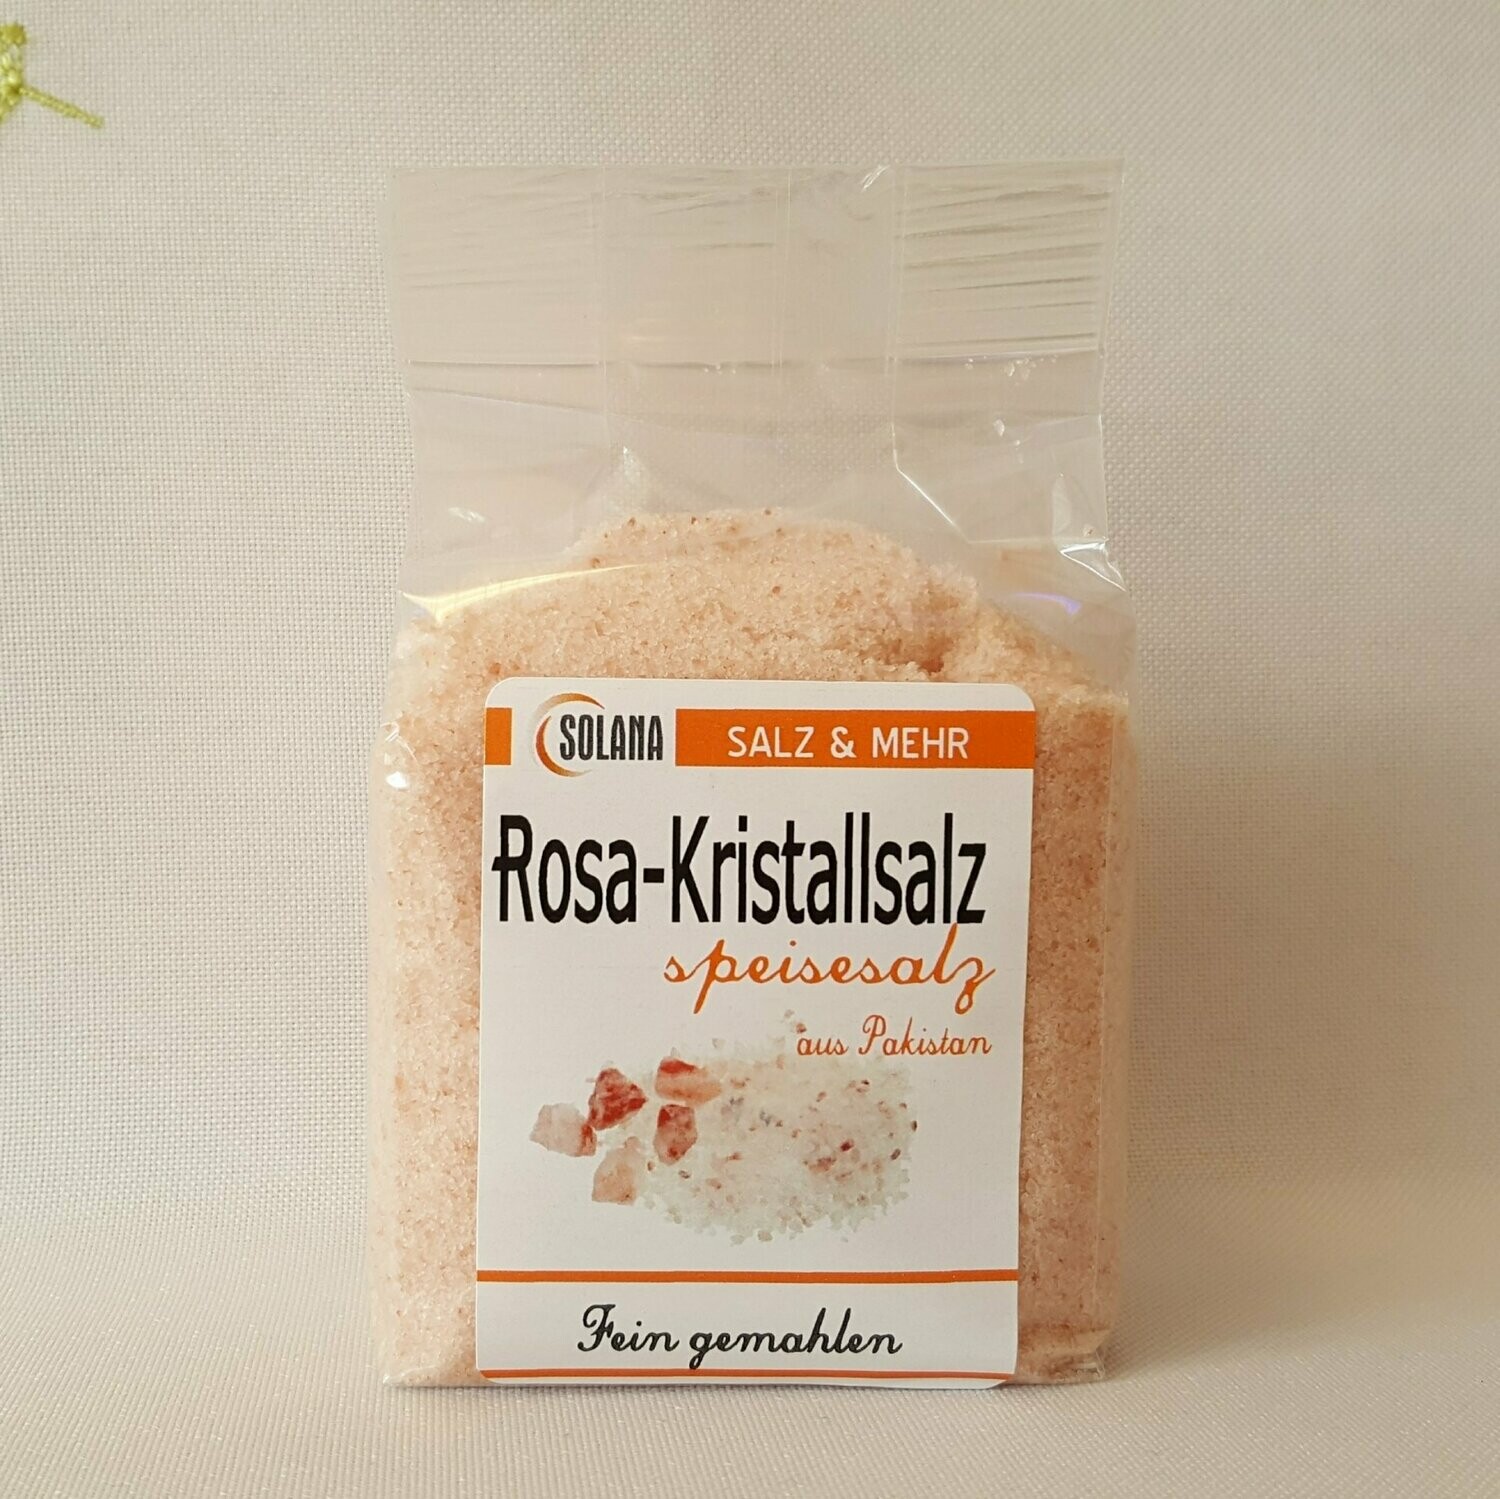 SOLANA SALZ & MEHR
Rosa-Kristallsalz
speisesalz
aus Pakistan
Fein gemahlen